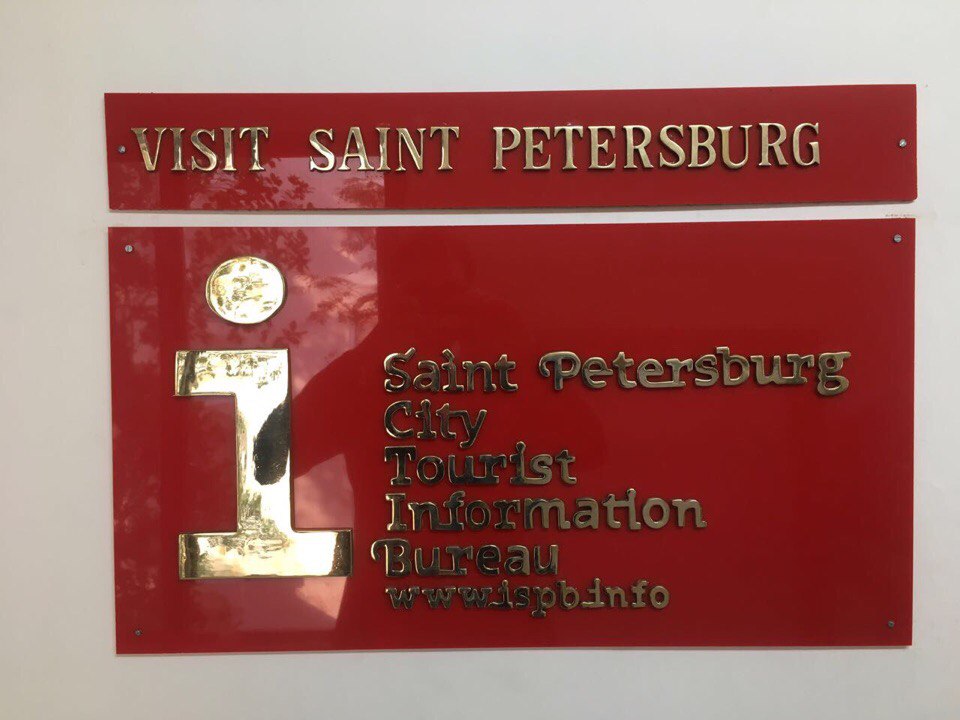 VISIT SAINT PETERSBURG
i
Saint Petersburg
City
Tourist
Information
Bureau
www.ispb.info